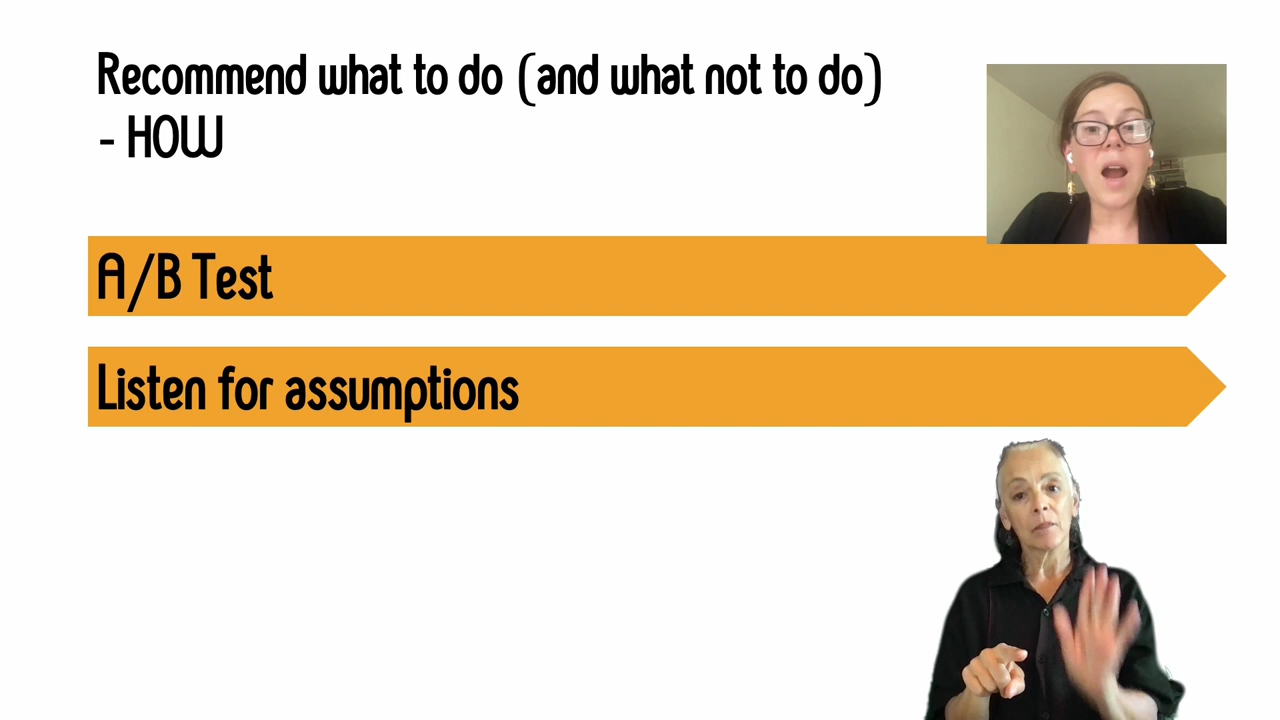 Recommend what to do (and what not to do)
- HOW
A/B Test
Listen for assumptions